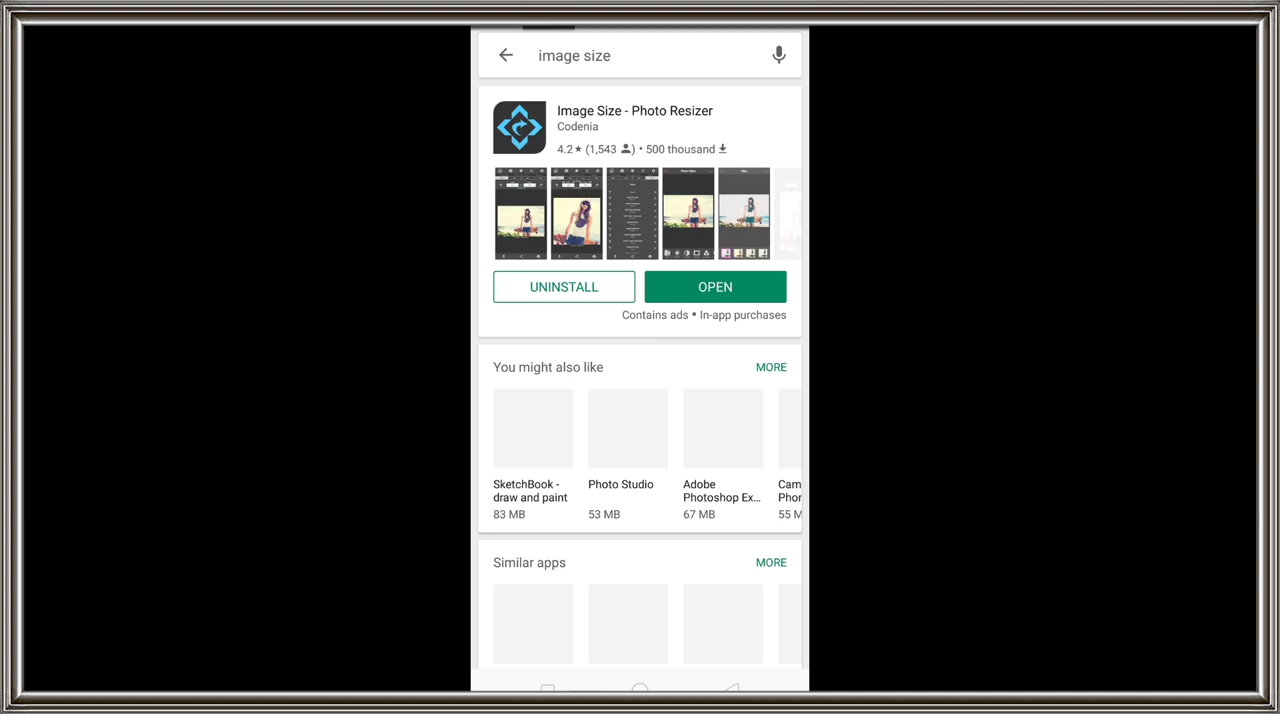 image size
Image Size - Photo Resizer
Codenia
4.2★ (1,543 ) • 500 thousand
UNINSTALL
OPEN
Contains ads • In-app purchases
You might also like
MORE
SketchBook -
draw and paint
83 MB
Photo Studio
53 MB
Adobe
Photoshop Ex...
67 MB
Cam
Phor
55 M
Similar apps
MORE